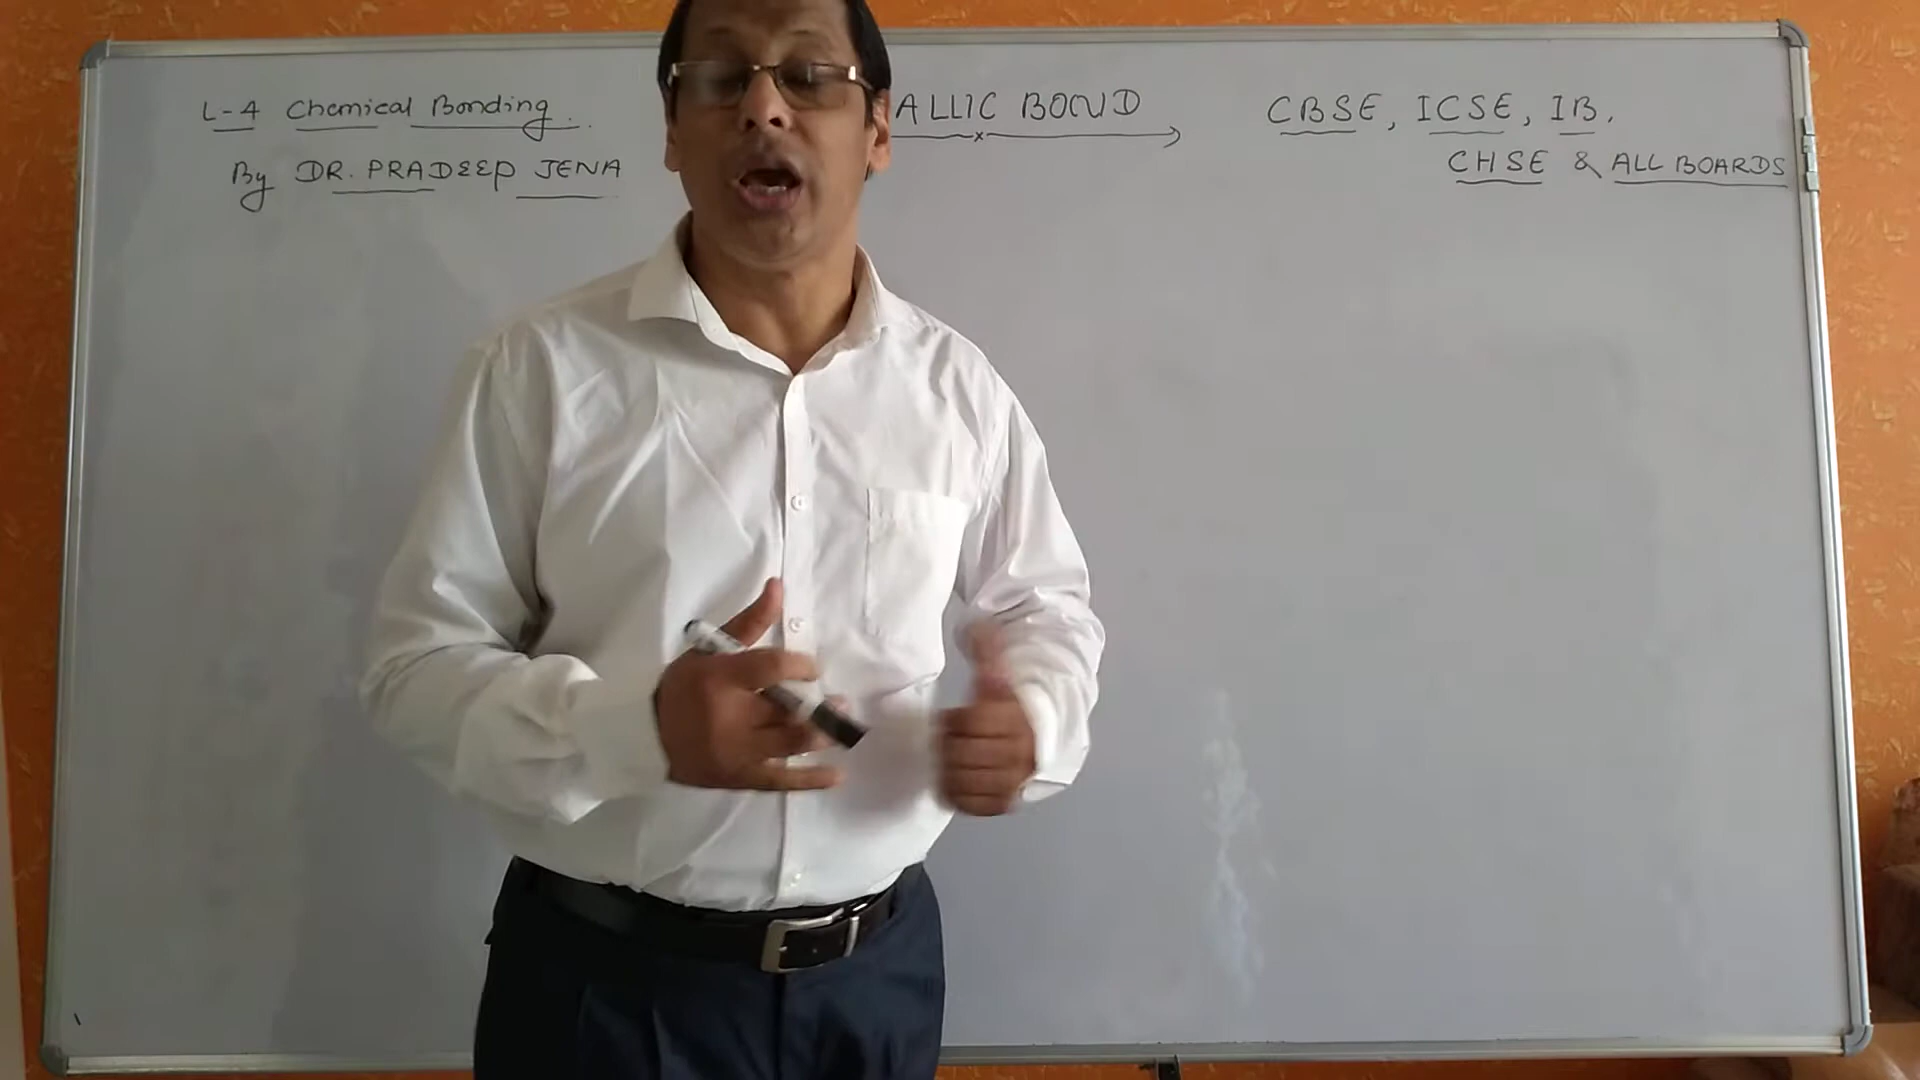 L-4 Chemical Bonding.
By DR. PRADEEP JENA
ALLIC BOND
CBSE, ICSE, IB,
CHSE & ALL BOARDS